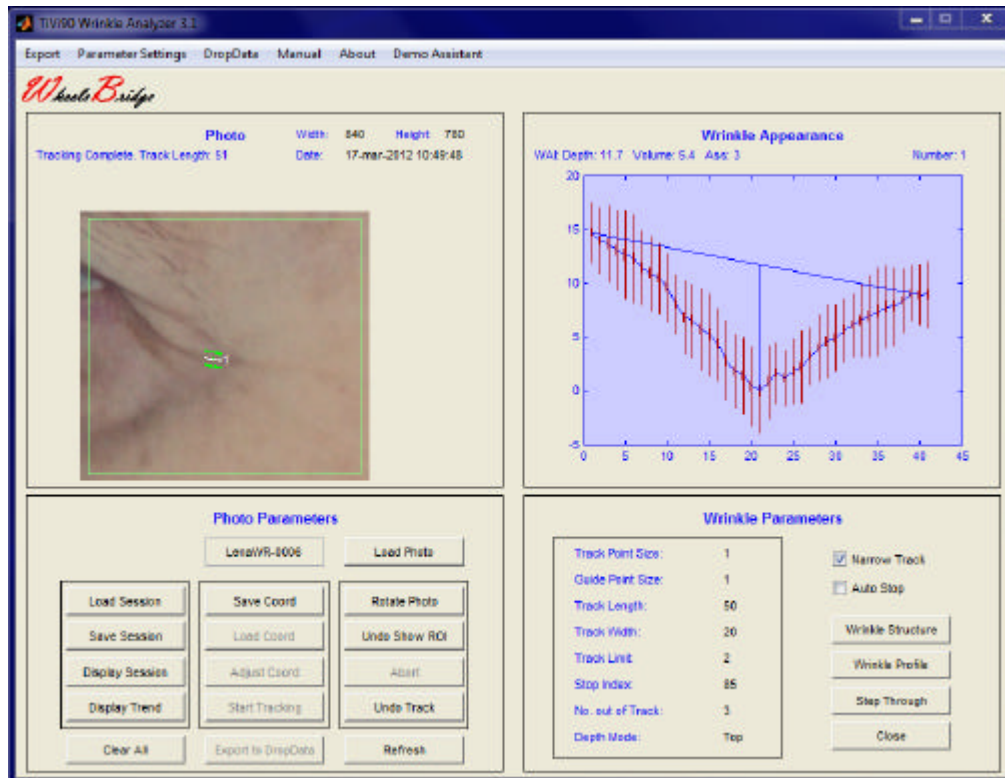 TiVi90 Wrinkle Analyzer 3.1
Export Parameter Settings DropData Manual About Demo Assistant
WheelsBridge
Photo Width: 840 Height: 780
Tracking Complete. Track Length: 51 Date: 17-mar-2012 10:49:48
Wrinkle Appearance
WAI: Depth: 11.7 Volume: 5.4 Ass: 3 Number: 1
20
15
10
5
0
-5
0 5 10 15 20 25 30 35 40 45
Photo Parameters
LenaWR-0006 Load Photo
Load Session Save Coord Rotate Photo
Save Session Load Coord Undo Show ROI
Display Session Adjust Coord Abort
Display Trend Start Tracking Undo Track
Clear All Export to DropData Refresh
Wrinkle Parameters
Track Point Size: 1
Guide Point Size: 1
Track Length: 50
Track Width: 20
Track Limit: 2
Stop Index: 85
No. out of Track: 3
Depth Mode: Top
Narrow Track
Auto Stop
Wrinkle Structure
Wrinkle Profile
Step Through
Close